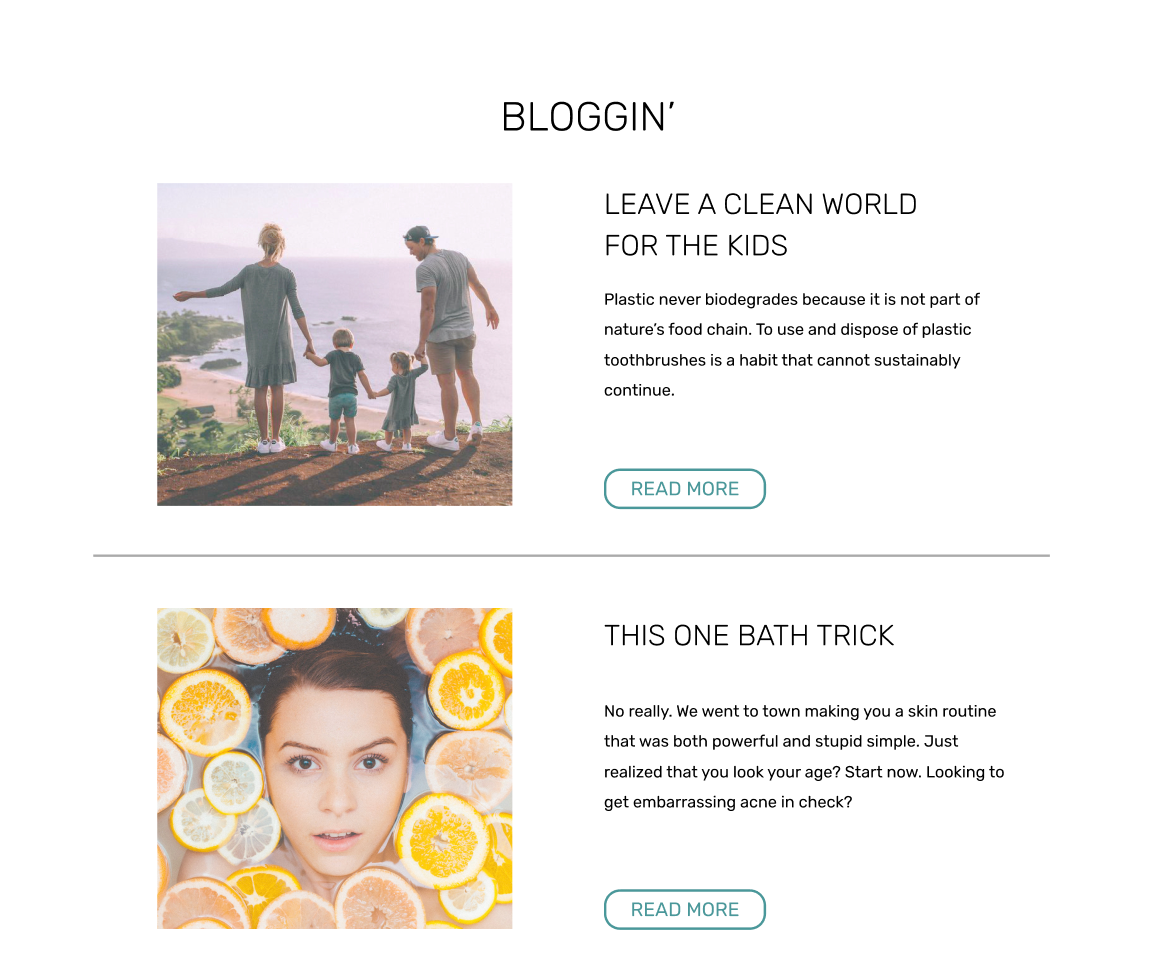 BLOGGIN’
LEAVE A CLEAN WORLD
FOR THE KIDS
Plastic never biodegrades because it is not part of
nature’s food chain. To use and dispose of plastic
toothbrushes is a habit that cannot sustainably
continue.
READ MORE
THIS ONE BATH TRICK
No really. We went to town making you a skin routine
that was both powerful and stupid simple. Just
realized that you look your age? Start now. Looking to
get embarrassing acne in check?
READ MORE